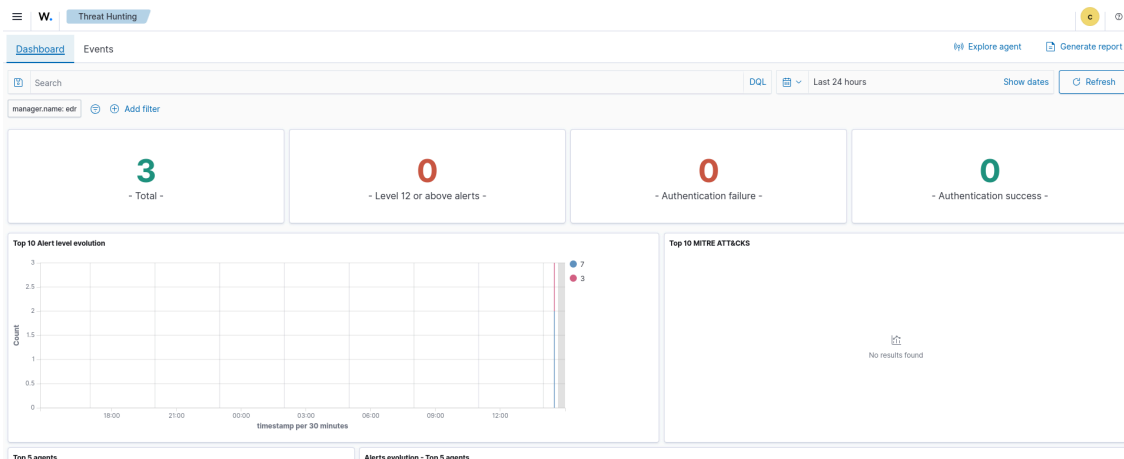 W. Threat Hunting c
Dashboard Events Explore agent Generate report
Search DQL Last 24 hours Show dates Refresh
manager.name: edr Add filter
3 0 0 0
- Total - - Level 12 or above alerts - - Authentication failure - - Authentication success -
Top 10 Alert level evolution Top 10 MITRE ATT&CKS
3
2.5
2
1.5
1
0.5
0
Count
18:00 21:00 00:00 03:00 06:00 09:00 12:00
timestamp per 30 minutes
7
3
No results found
Top 5 agents Alerts evolution - Top 5 agents